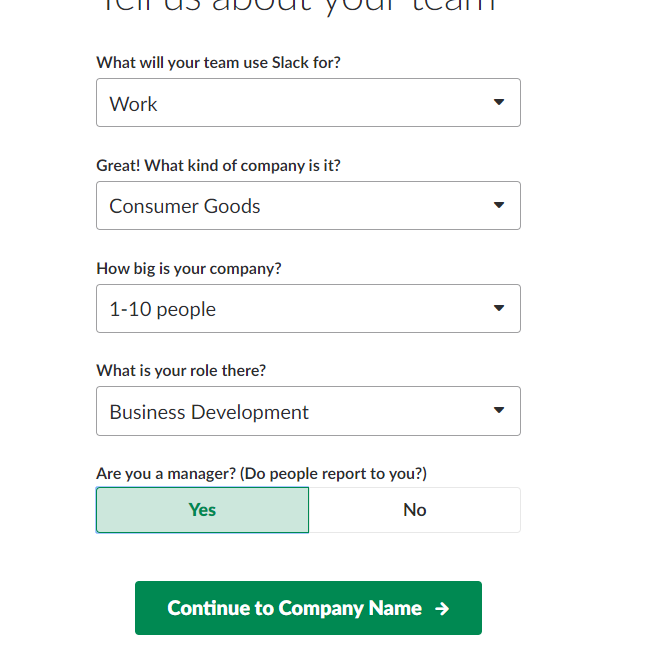 Tell us about your team
What will your team use Slack for?
Work
Great! What kind of company is it?
Consumer Goods
How big is your company?
1-10 people
What is your role there?
Business Development
Are you a manager? (Do people report to you?)
Yes No
Continue to Company Name →